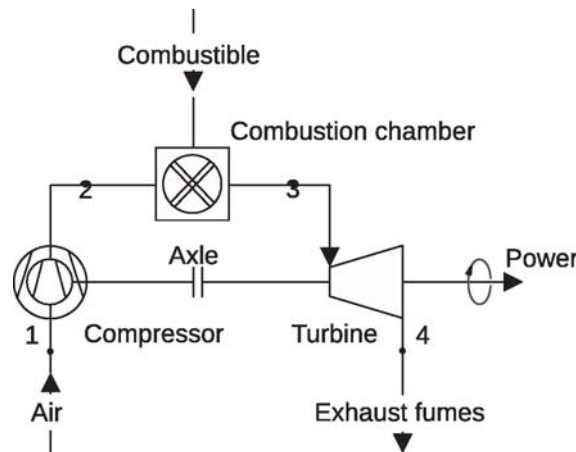 Combustible
Combustion chamber
2
3
Axle
Power
1
Compressor
Turbine
4
Air
Exhaust fumes